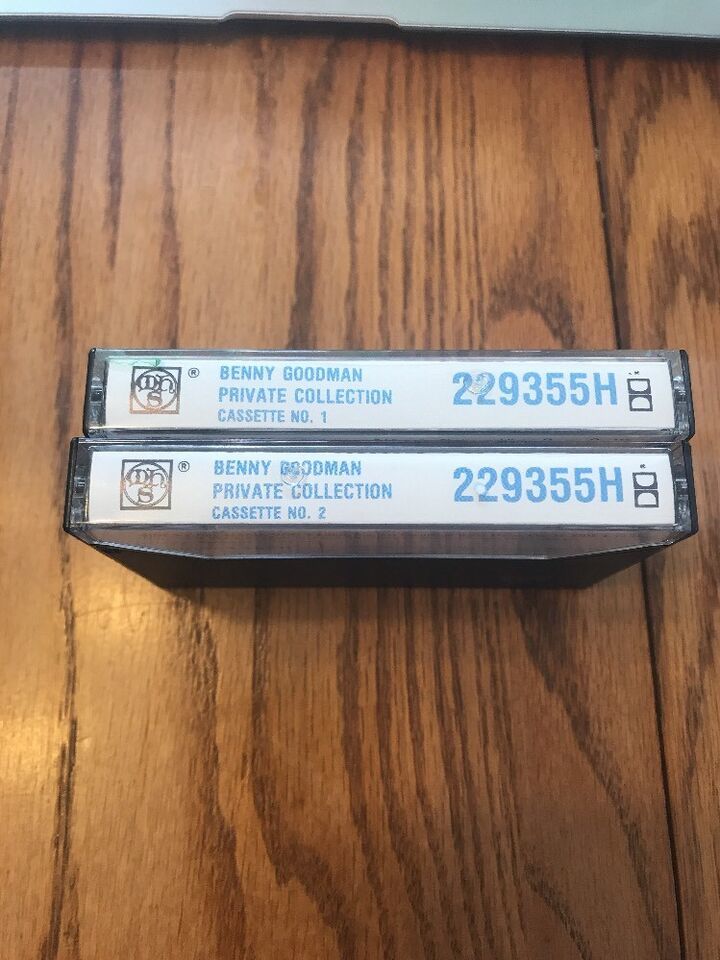 ®
BENNY GOODMAN
PRIVATE COLLECTION
CASSETTE NO. 1
229355H
®
BENNY GOODMAN
PRIVATE COLLECTION
CASSETTE NO. 2
229355H